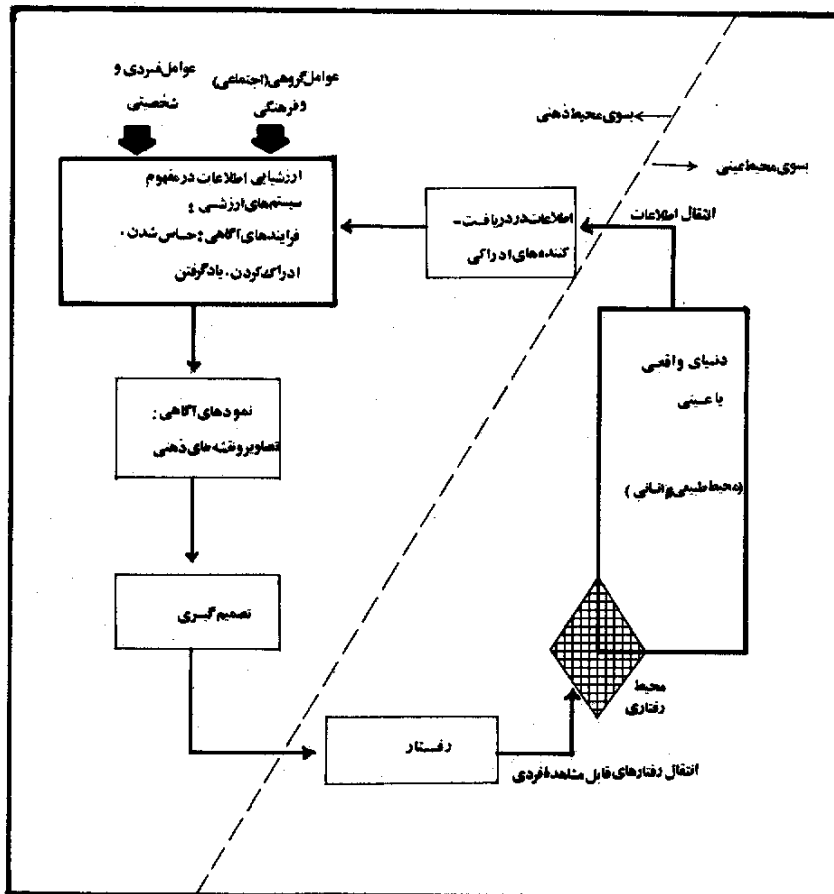 عوامل گروهی (اجتماعی)
و فرهنگی
عوامل فردی و
شخصیتی
بسوی محیط ذهنی
بسوی محیط عینی
ارزشیابی اطلاعات در مفهوم
سیستم‌های ارزشی؛
فرایندهای آگاهی: حساس شدن،
ادراک کردن، یادگرفتن
اطلاعات در دریافت-
کننده‌های ادراکی
انتقال اطلاعات
دنیای واقعی
یا عینی
(محیط طبیعی و انسانی)
نمودهای آگاهی:
تصاویر و نقشه‌های ذهنی
تصمیم گیری
محیط
رفتاری
رفتار
انتقال رفتارهای قابل مشاهدهٔ فردی